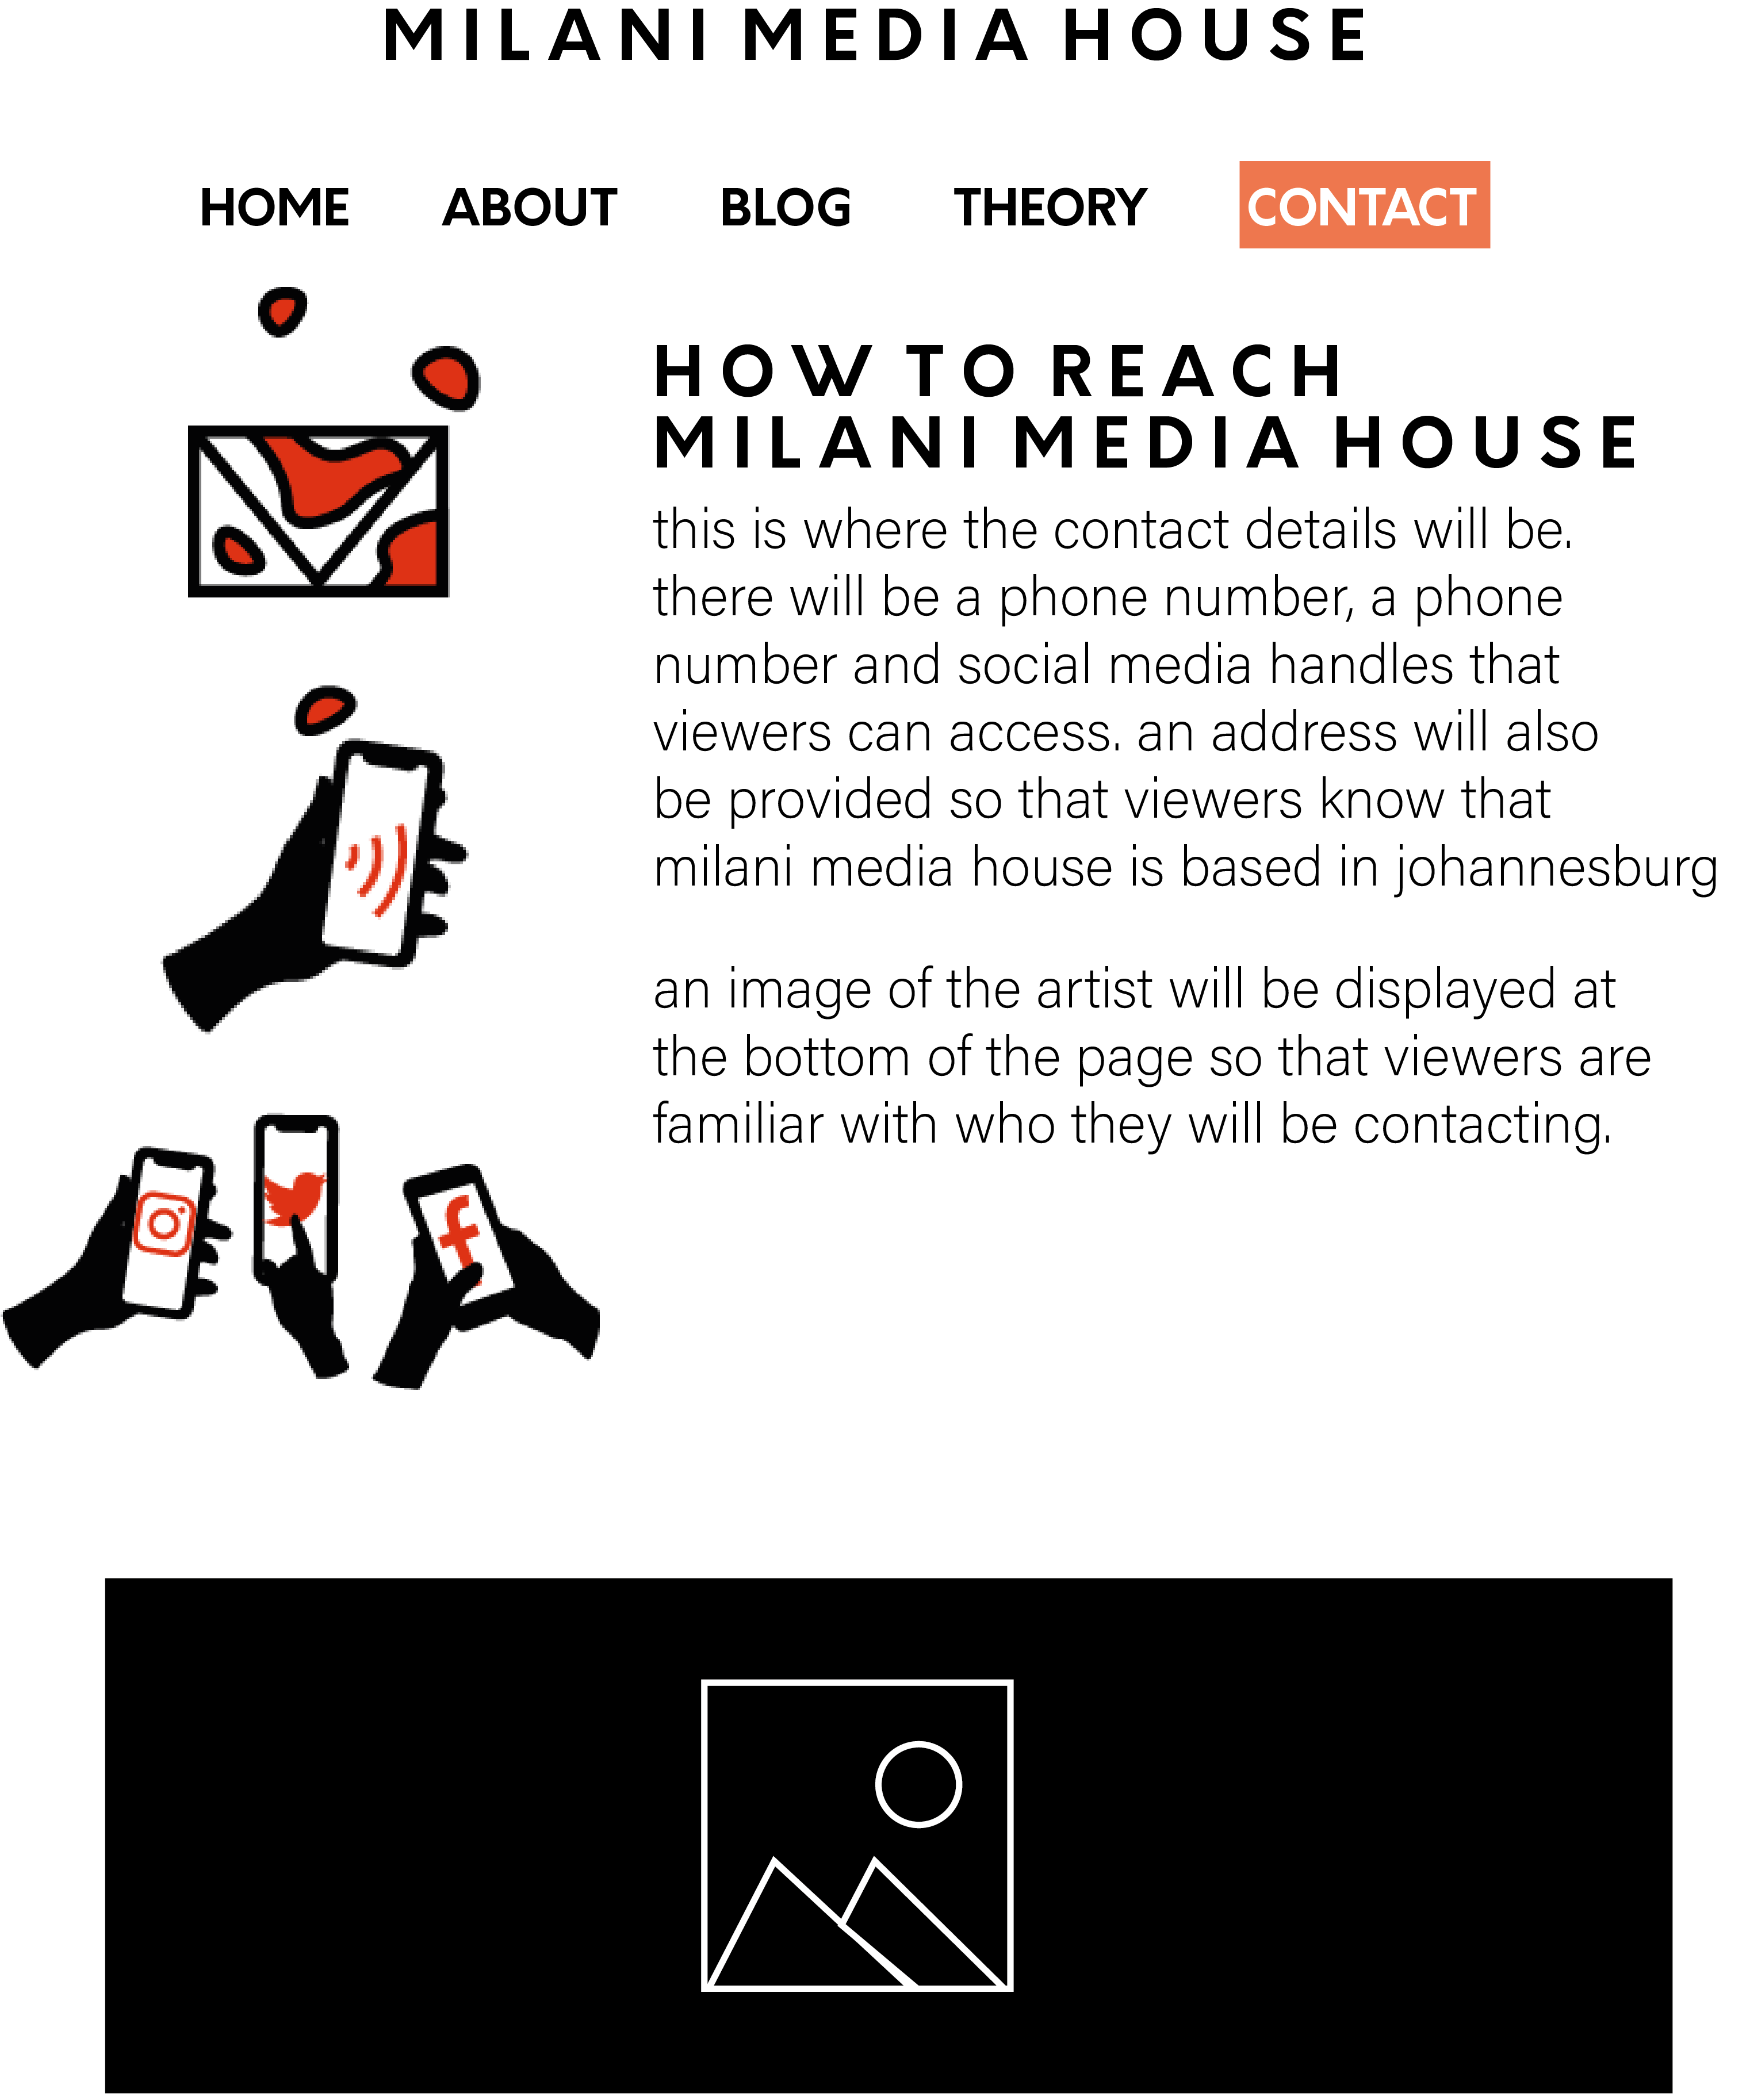 MILANI MEDIA HOUSE
HOME ABOUT BLOG THEORY CONTACT
HOW TO REACH
MILANI MEDIA HOUSE
this is where the contact details will be.
there will be a phone number, a phone
number and social media handles that
viewers can access. an address will also
be provided so that viewers know that
milani media house is based in johannesburg
an image of the artist will be displayed at
the bottom of the page so that viewers are
familiar with who they will be contacting.